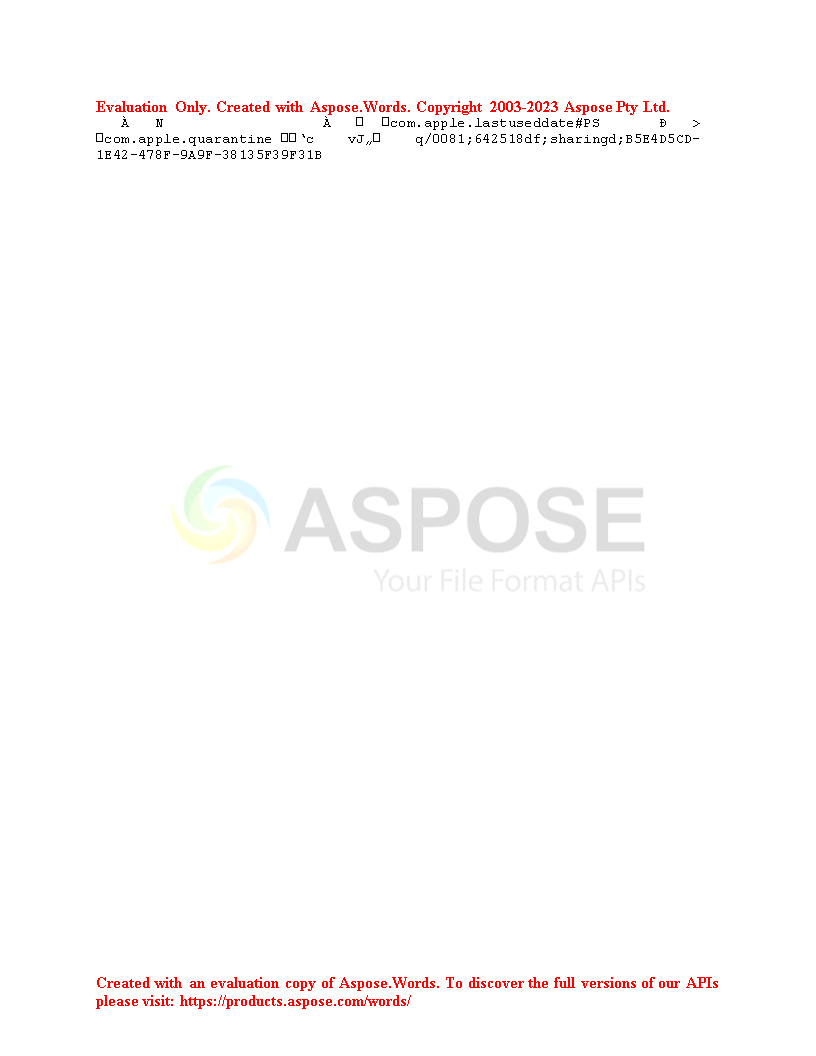 Evaluation Only. Created with Aspose.Words. Copyright 2003-2023 Aspose Pty Ltd.
À N À com.apple.lastuseddate#PS Ð >
com.apple.quarantine ‘c vJ„ q/0081;642518df;sharingd;B5E4D5CD-
1E42-478F-9A9F-38135F39F31B
ASPOSE
Your File Format APIs
Created with an evaluation copy of Aspose.Words. To discover the full versions of our APIs
please visit: https://products.aspose.com/words/